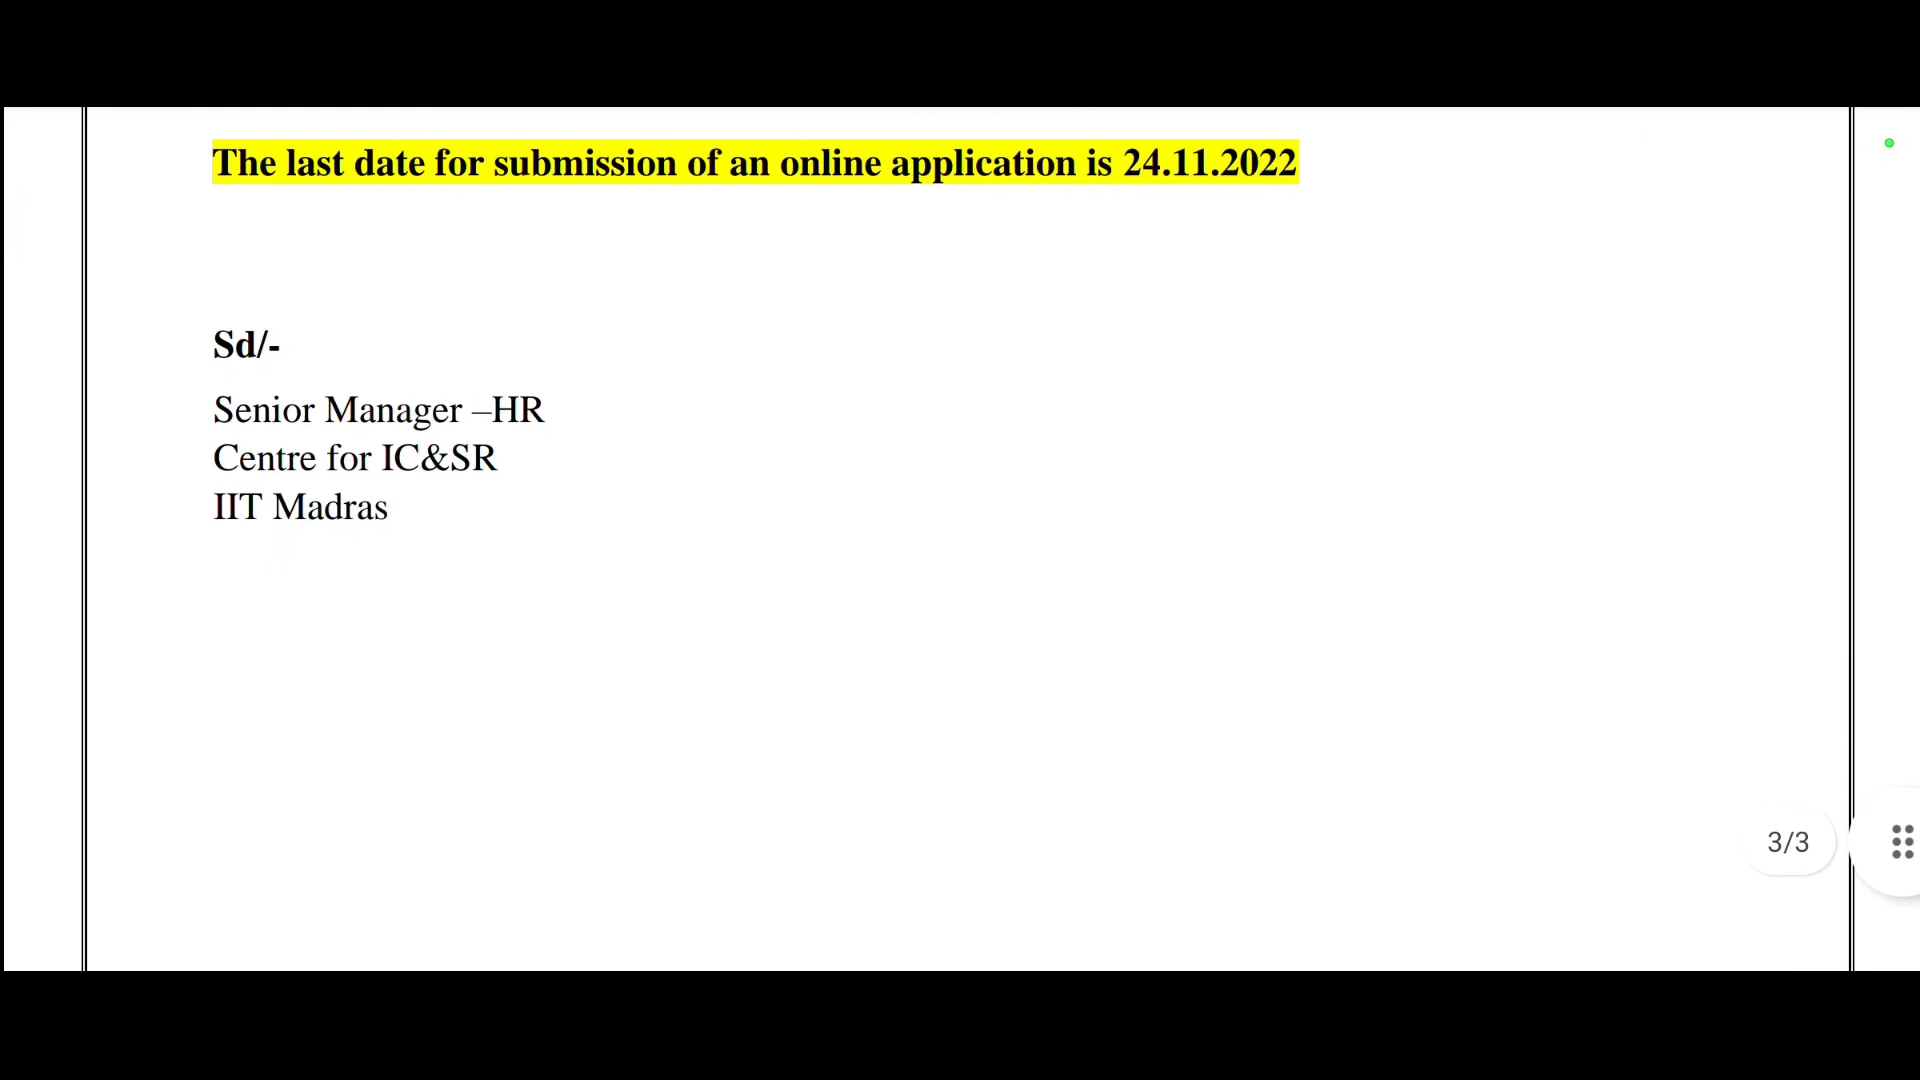 The last date for submission of an online application is 24.11.2022
Sd/-
Senior Manager –HR
Centre for IC&SR
IIT Madras
3/3